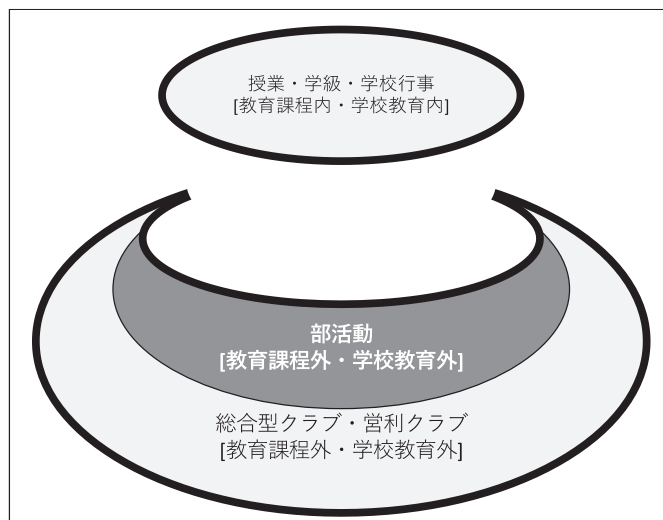 授業・学級・学校行事
[教育課程内・学校教育内]
部活動
[教育課程外・学校教育外]
総合型クラブ・営利クラブ
[教育課程外・学校教育外]